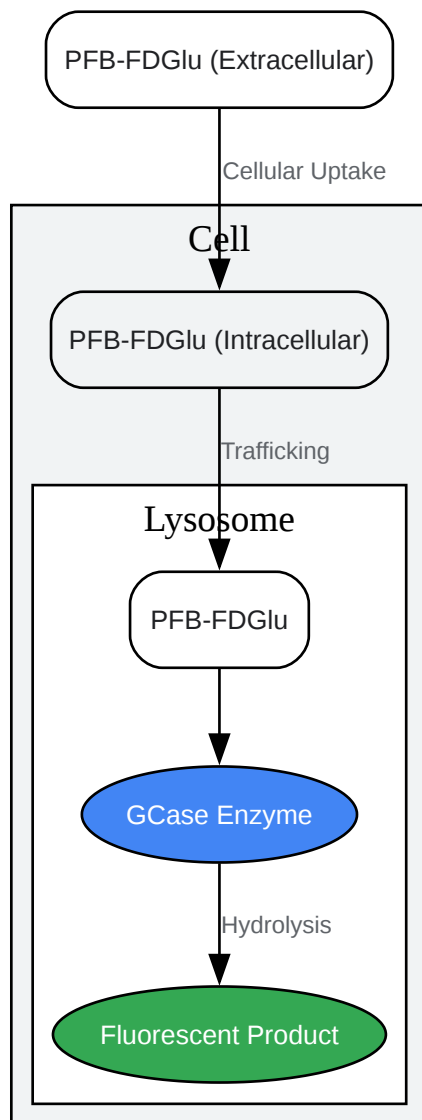 PFB-FDGlu (Extracellular)
Cellular Uptake
Cell
PFB-FDGlu (Intracellular)
Trafficking
Lysosome
PFB-FDGlu
GCase Enzyme
Hydrolysis
Fluorescent Product